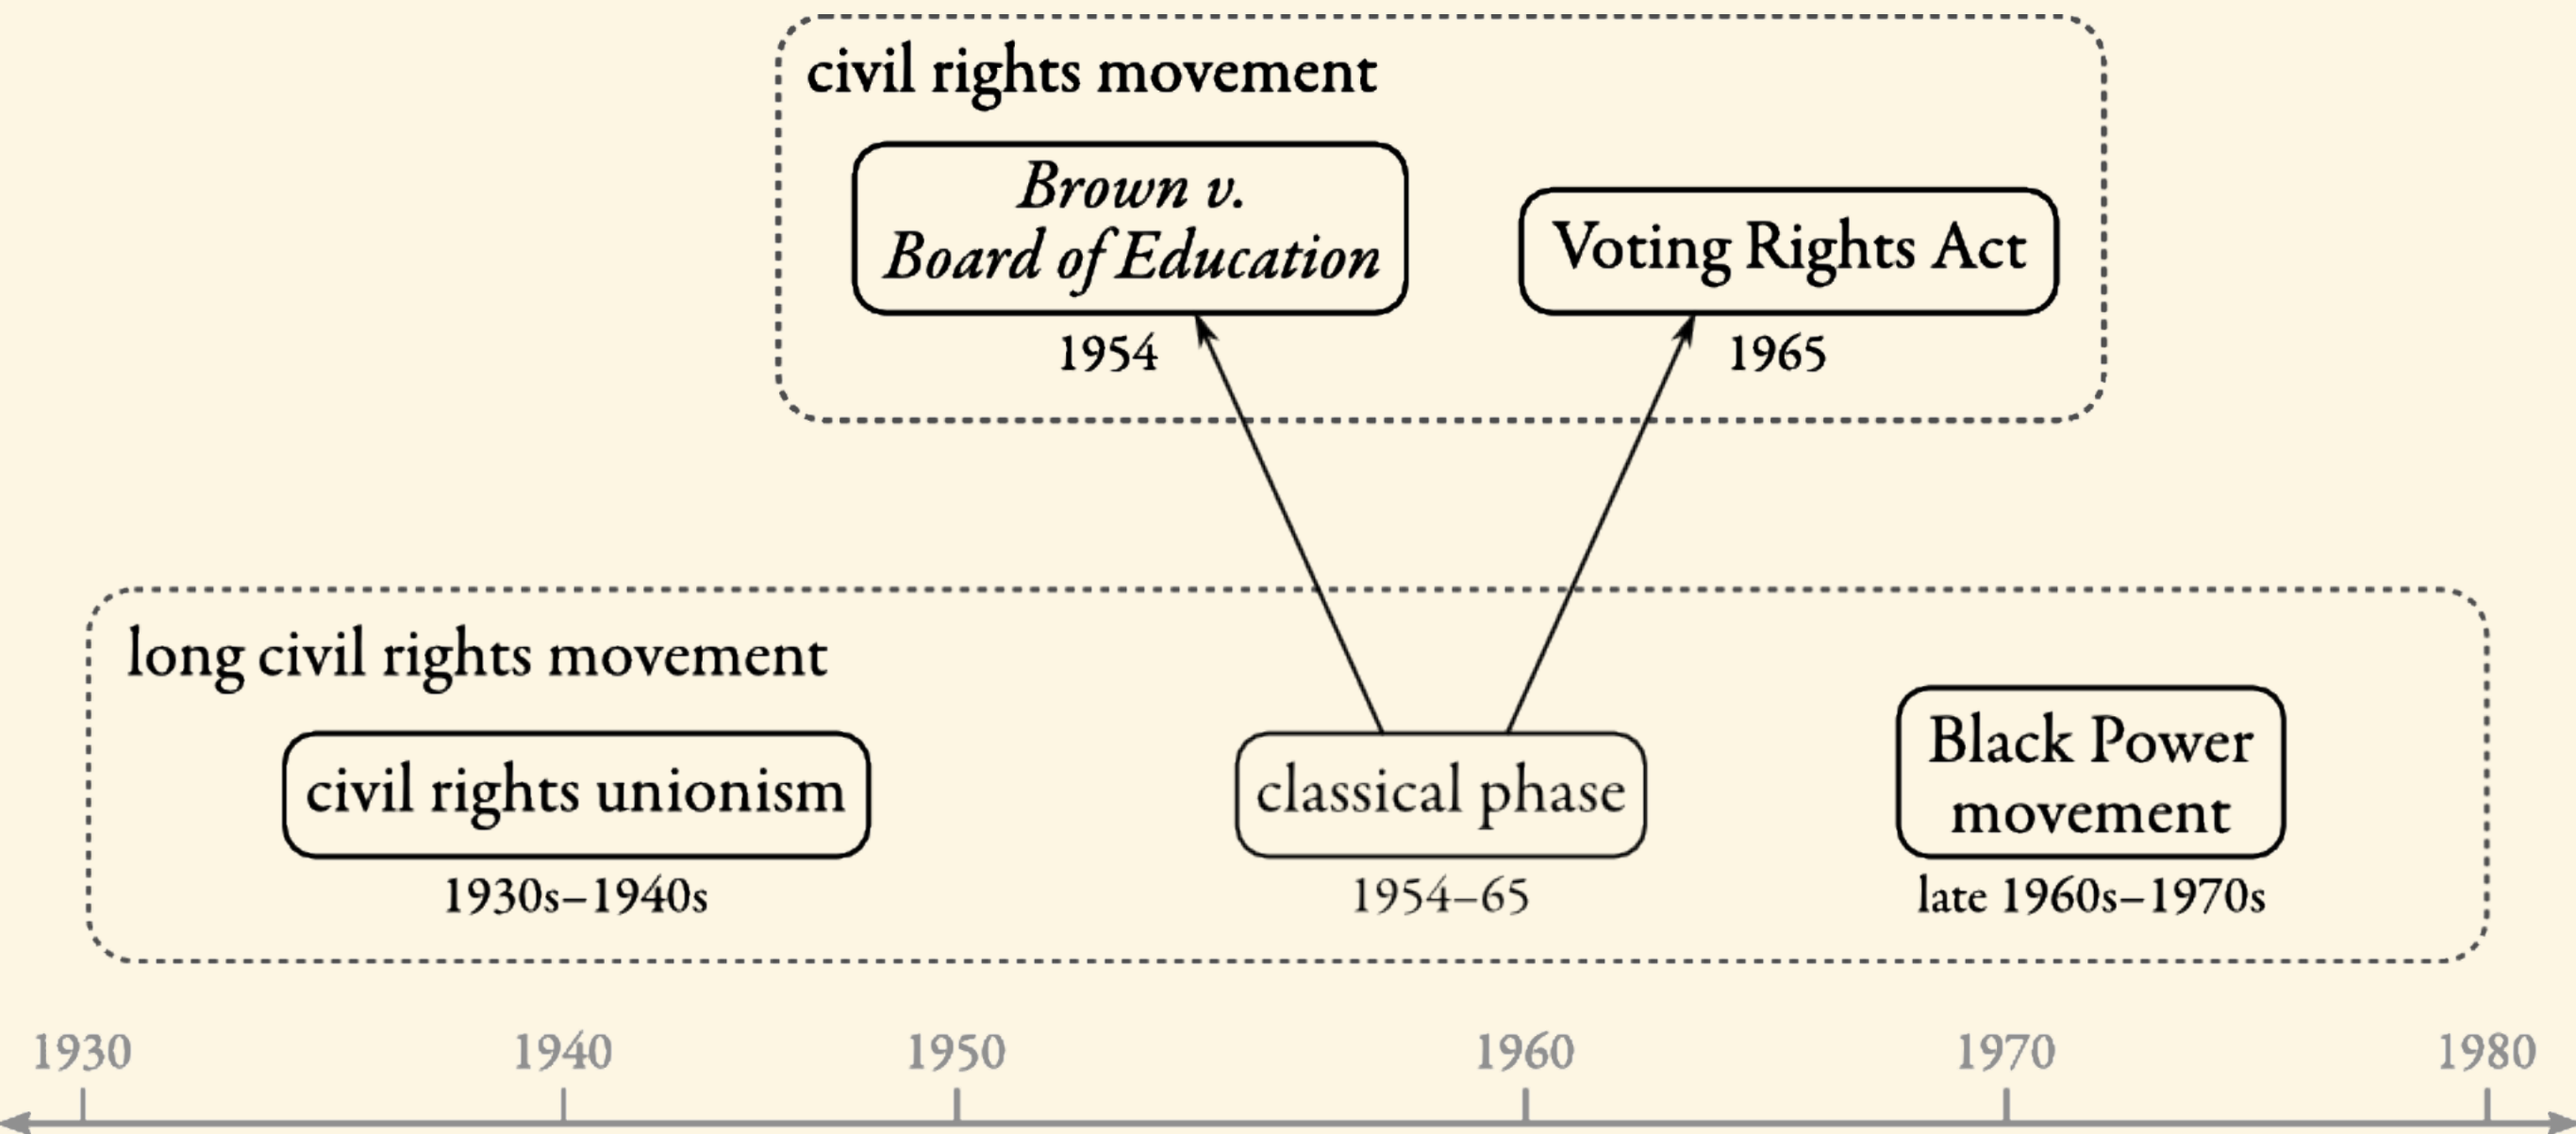 civil rights movement
Brown v.
Board of Education
1954
Voting Rights Act
1965
long civil rights movement
civil rights unionism
1930s–1940s
classical phase
1954–65
Black Power
movement
late 1960s–1970s
1930
1940
1950
1960
1970
1980